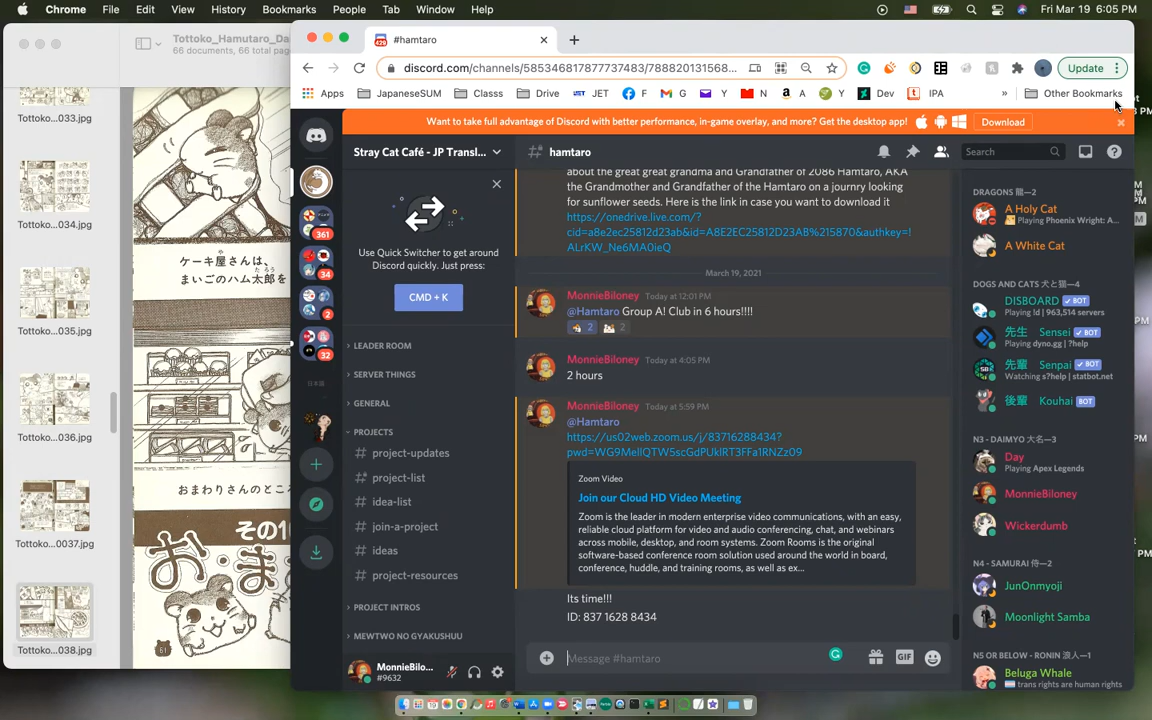 Chrome File Edit View History Bookmarks People Tab Window Help Fri Mar 19 6:05 PM
Tottoko_Hamutaro_Da
66 documents, 66 total pag
Tottoko...033.jpg
Tottoko...034.jpg
Tottoko...035.jpg
Tottoko...036.jpg
Tottoko...0037.jpg
Tottoko...038.jpg
ケーキ屋さんは、
まいごのハム太郎を
おまわりさんのところ
その1
お・ま
61
#hamtaro
discord.com/channels/585346817877737483/788820131568...
Update
Apps JapaneseSUM Classs Drive JET F G Y N A Y Dev IPA » Other Bookmarks
Want to take full advantage of Discord with better performance, in-game overlay, and more? Get the desktop app!
Download
Stray Cat Café - JP Transl...
Use Quick Switcher to get around
Discord quickly. Just press:
CMD + K
LEADER ROOM
SERVER THINGS
GENERAL
PROJECTS
# project-updates
project-list
# idea-list
# join-a-project
# ideas
# project-resources
PROJECT INTROS
MEWTWO NO GYAKUSHUU
MonnieBilo...
#9632
361
34
2
32
日本語
hamtaro
Search
about the great great grandma and Grandfather of 2086 Hamtaro, AKA
the Grandmother and Grandfather of the Hamtaro on a journry looking
for sunflower seeds. Here is the link in case you want to download it
https://onedrive.live.com/?
cid=a8e2ec25812d23ab&id=A8E2EC25812D23AB%215870&authkey=!
ALrKW_Ne6MA0ieQ
March 19, 2021
MonnieBiloney Today at 12:01 PM
@Hamtaro Group A! Club in 6 hours!!!!
2 2
MonnieBiloney Today at 4:05 PM
2 hours
MonnieBiloney Today at 5:59 PM
@Hamtaro
https://us02web.zoom.us/j/83716288434?
pwd=WG9MellQTW5scGdPUklRT3FFa1RNZz09
Zoom Video
Join our Cloud HD Video Meeting
Zoom is the leader in modern enterprise video communications, with an easy,
reliable cloud platform for video and audio conferencing, chat, and webinars
across mobile, desktop, and room systems. Zoom Rooms is the original
software-based conference room solution used around the world in board,
conference, huddle, and training rooms, as well as ex...
Its time!!!
ID: 837 1628 8434
Message #hamtaro
GIF
DRAGONS 龍—2
A Holy Cat
Playing Phoenix Wright: A...
A White Cat
DOGS AND CATS 犬と猫—4
DISBOARD BOT
Playing !d | 963,514 servers
先生 Sensei BOT
Playing dyno.gg | ?help
先輩 Senpai BOT
Watching s?help | statbot.net
後輩 Kouhai BOT
N3 - DAIMYO 大名—3
Day
Playing Apex Legends
MonnieBiloney
Wickerdumb
N4 - SAMURAI 侍—2
JunOnmyoji
Moonlight Samba
N5 OR BELOW - RONIN 浪人—1
Beluga Whale
trans rights are human rights